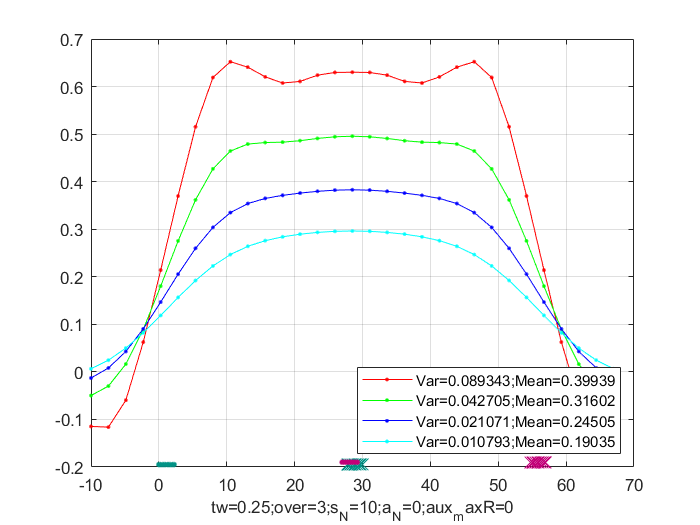 0.7
0.6
0.5
0.4
0.3
0.2
0.1
0
-0.1
-0.2
Var=0.089343;Mean=0.39939
Var=0.042705;Mean=0.31602
Var=0.021071;Mean=0.24505
Var=0.010793;Mean=0.19035
-10 0 10 20 30 40 50 60 70
tw=0.25;over=3;s_N=10;a_N=0;aux_maxR=0